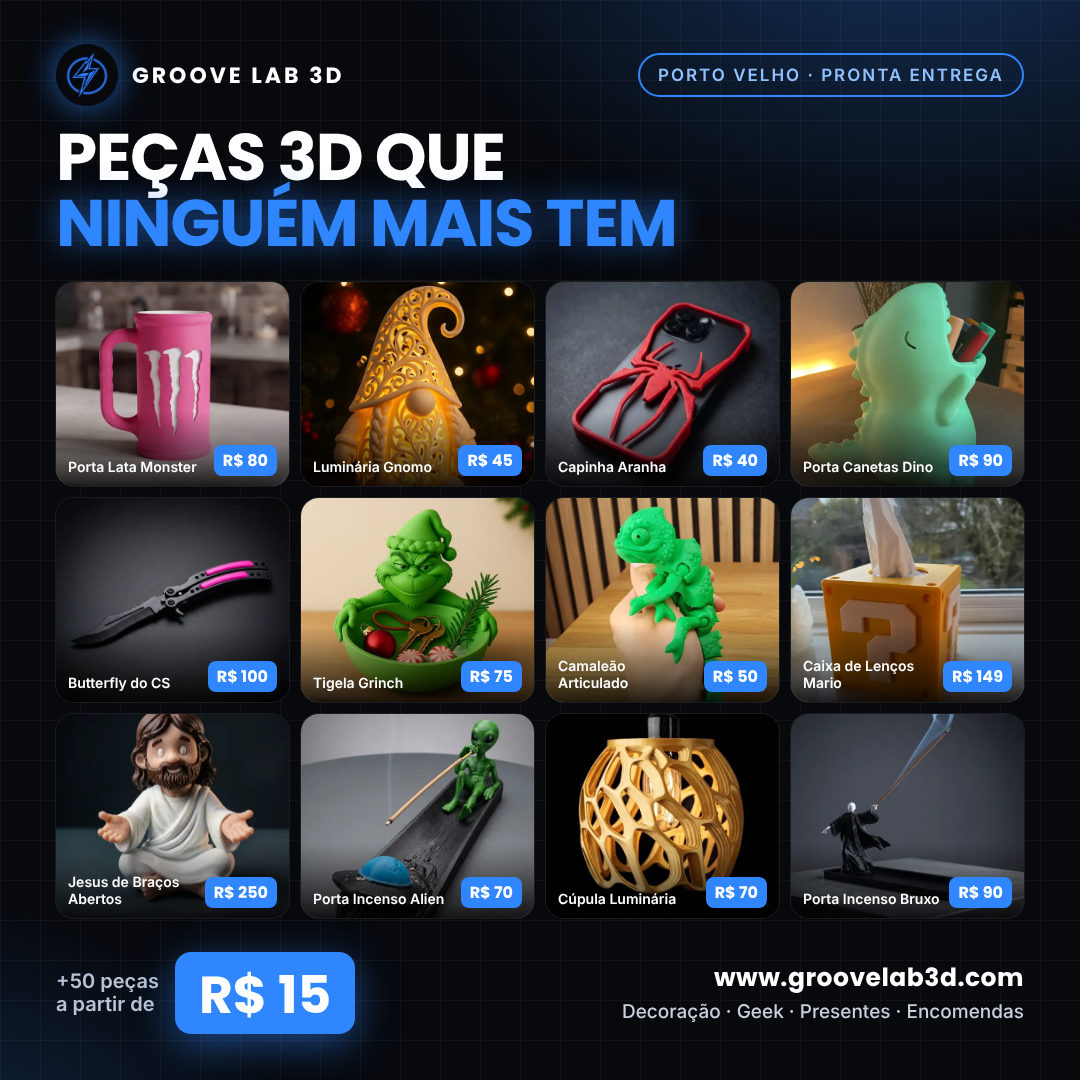 GROOVE LAB 3D
PORTO VELHO · PRONTA ENTREGA
PEÇAS 3D QUE
NINGUÉM MAIS TEM
Porta Lata Monster
R$ 80
Luminária Gnomo
R$ 45
Capinha Aranha
R$ 40
Porta Canetas Dino
R$ 90
Butterfly do CS
R$ 100
Tigela Grinch
R$ 75
Camaleão
Articulado
R$ 50
?
Caixa de Lenços
Mario
R$ 149
Jesus de Braços
Abertos
R$ 250
Porta Incenso Alien
R$ 70
Cúpula Luminária
R$ 70
Porta Incenso Bruxo
R$ 90
+50 peças
a partir de
R$ 15
www.groovelab3d.com
Decoração · Geek · Presentes · Encomendas